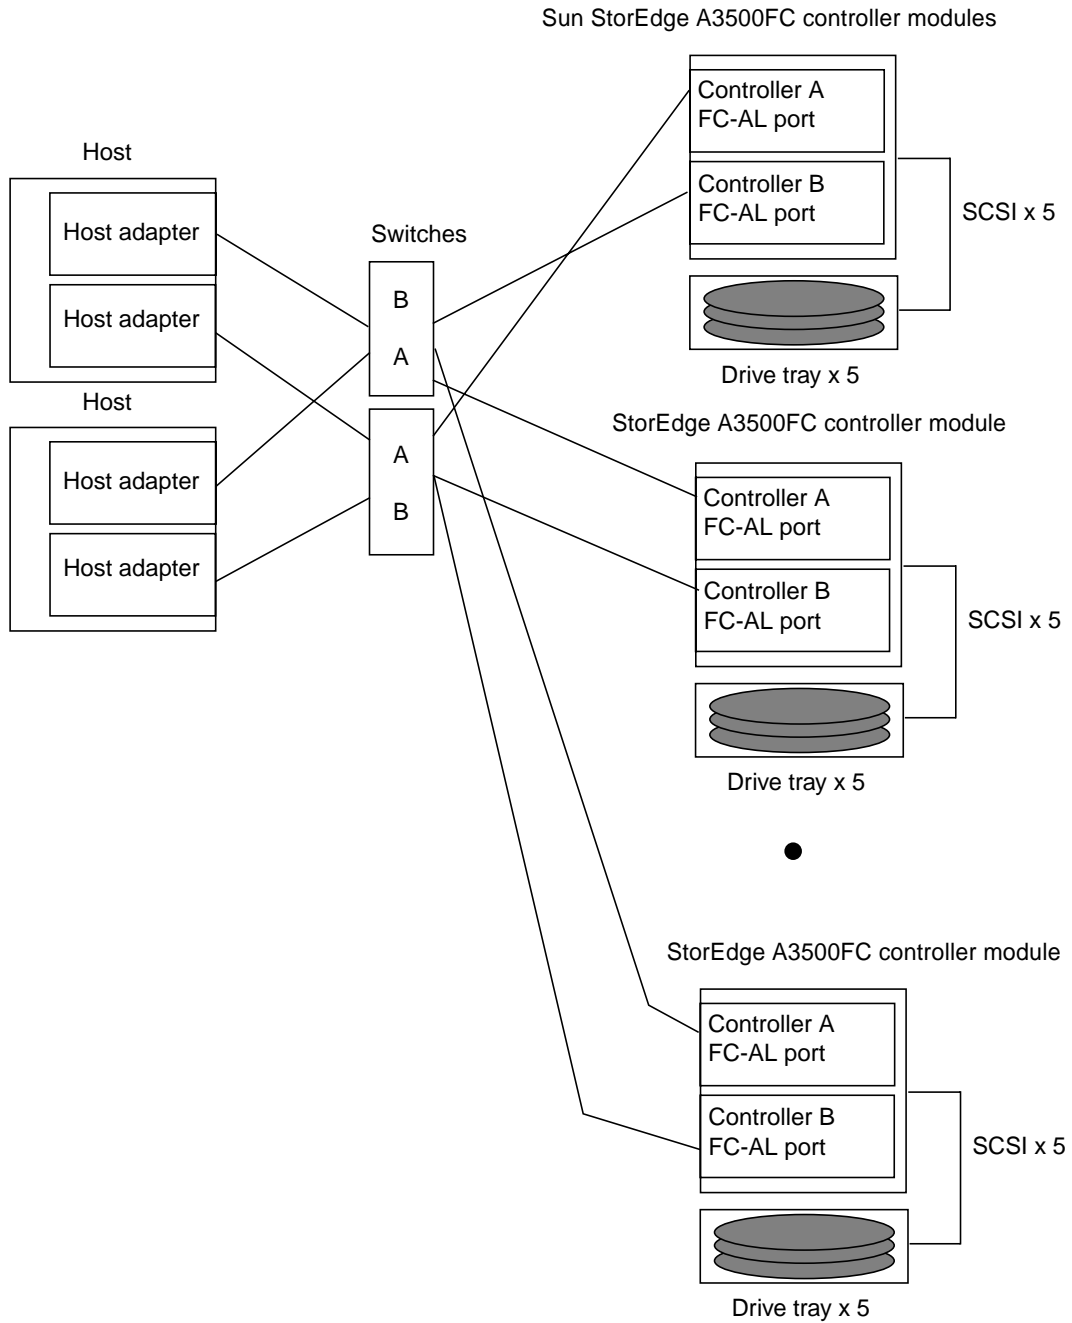 Sun StorEdge A3500FC controller modules
Controller A
FC-AL port
Controller B
FC-AL port
SCSI x 5
Drive tray x 5
Host
Host adapter
Host adapter
Switches
B
A
A
B
Host
Host adapter
Host adapter
StorEdge A3500FC controller module
Controller A
FC-AL port
Controller B
FC-AL port
SCSI x 5
Drive tray x 5
StorEdge A3500FC controller module
Controller A
FC-AL port
Controller B
FC-AL port
SCSI x 5
Drive tray x 5